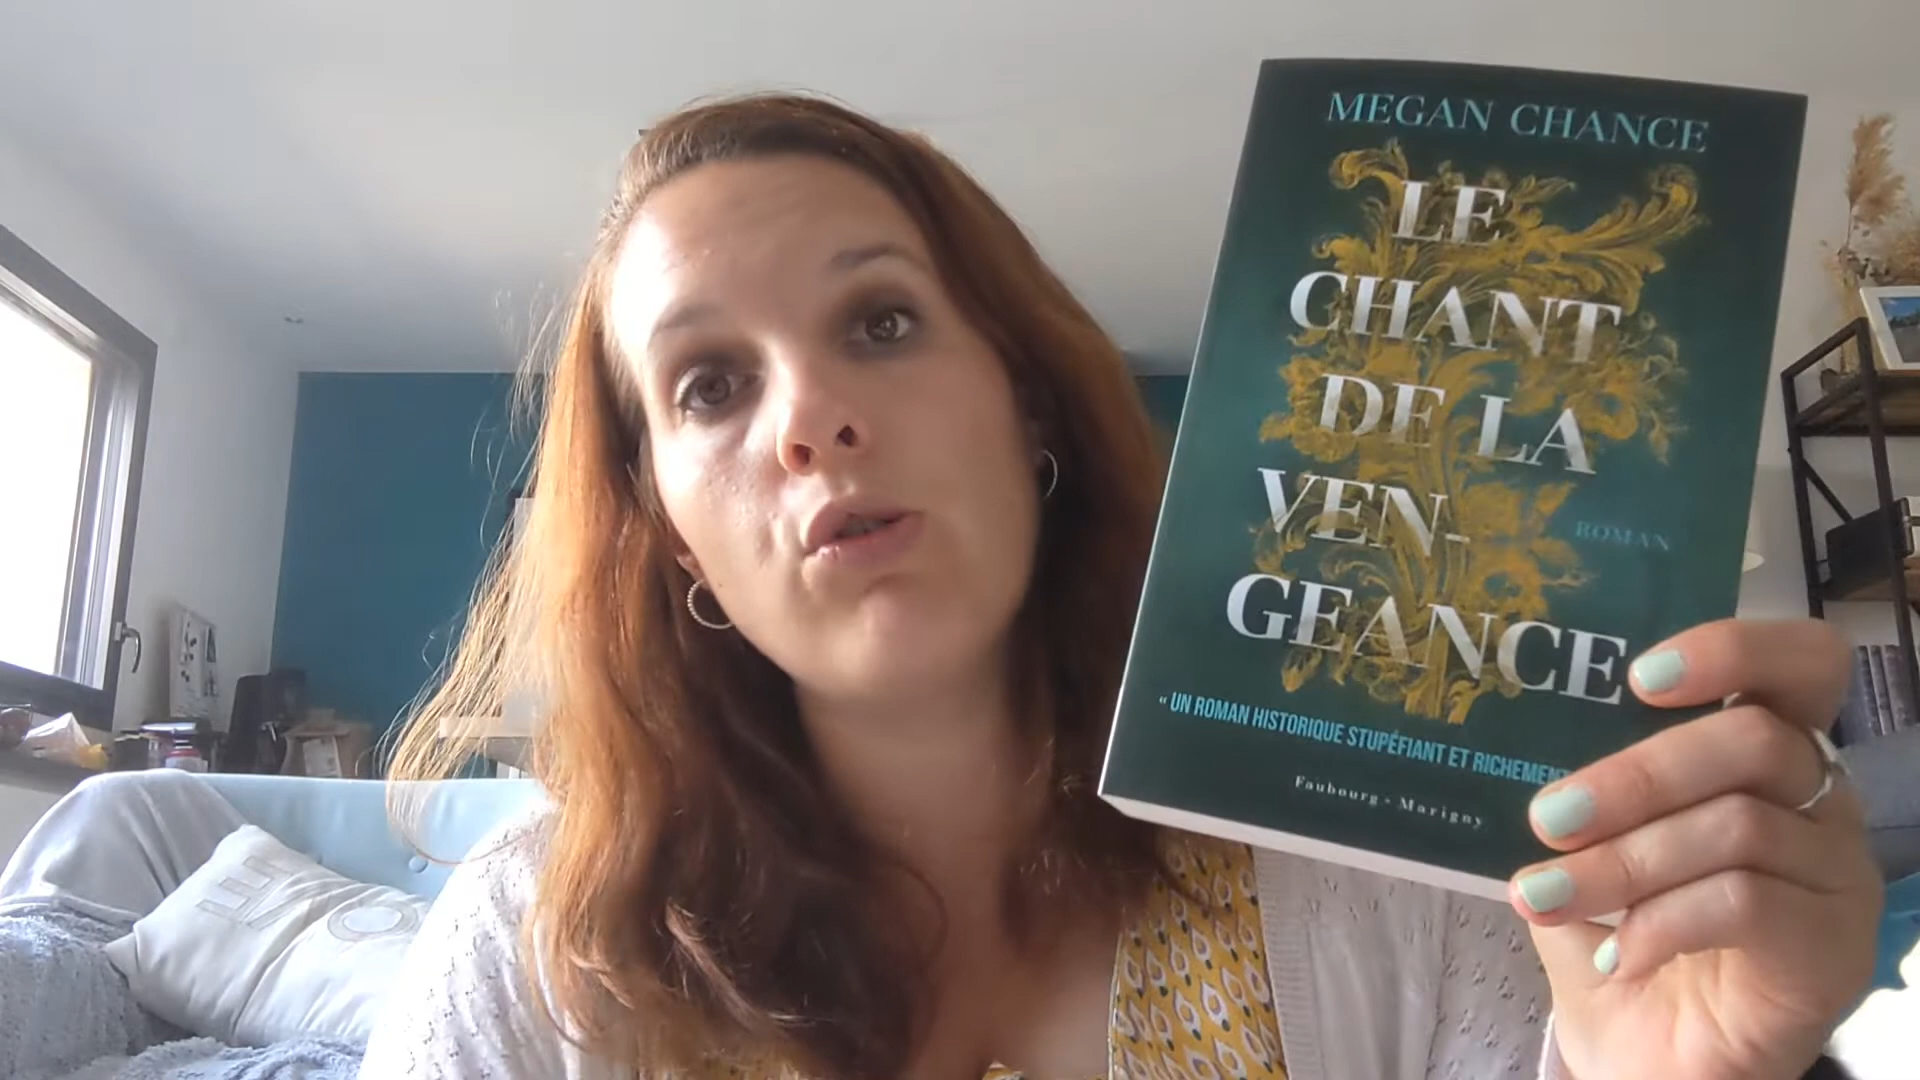 MEGAN CHANCE
LE
CHANT
DE LA
VEN-
GEANCE
ROMAN
“ UN ROMAN HISTORIQUE STUPÉFIANT ET RICHEMENT
Faubourg - Marigny